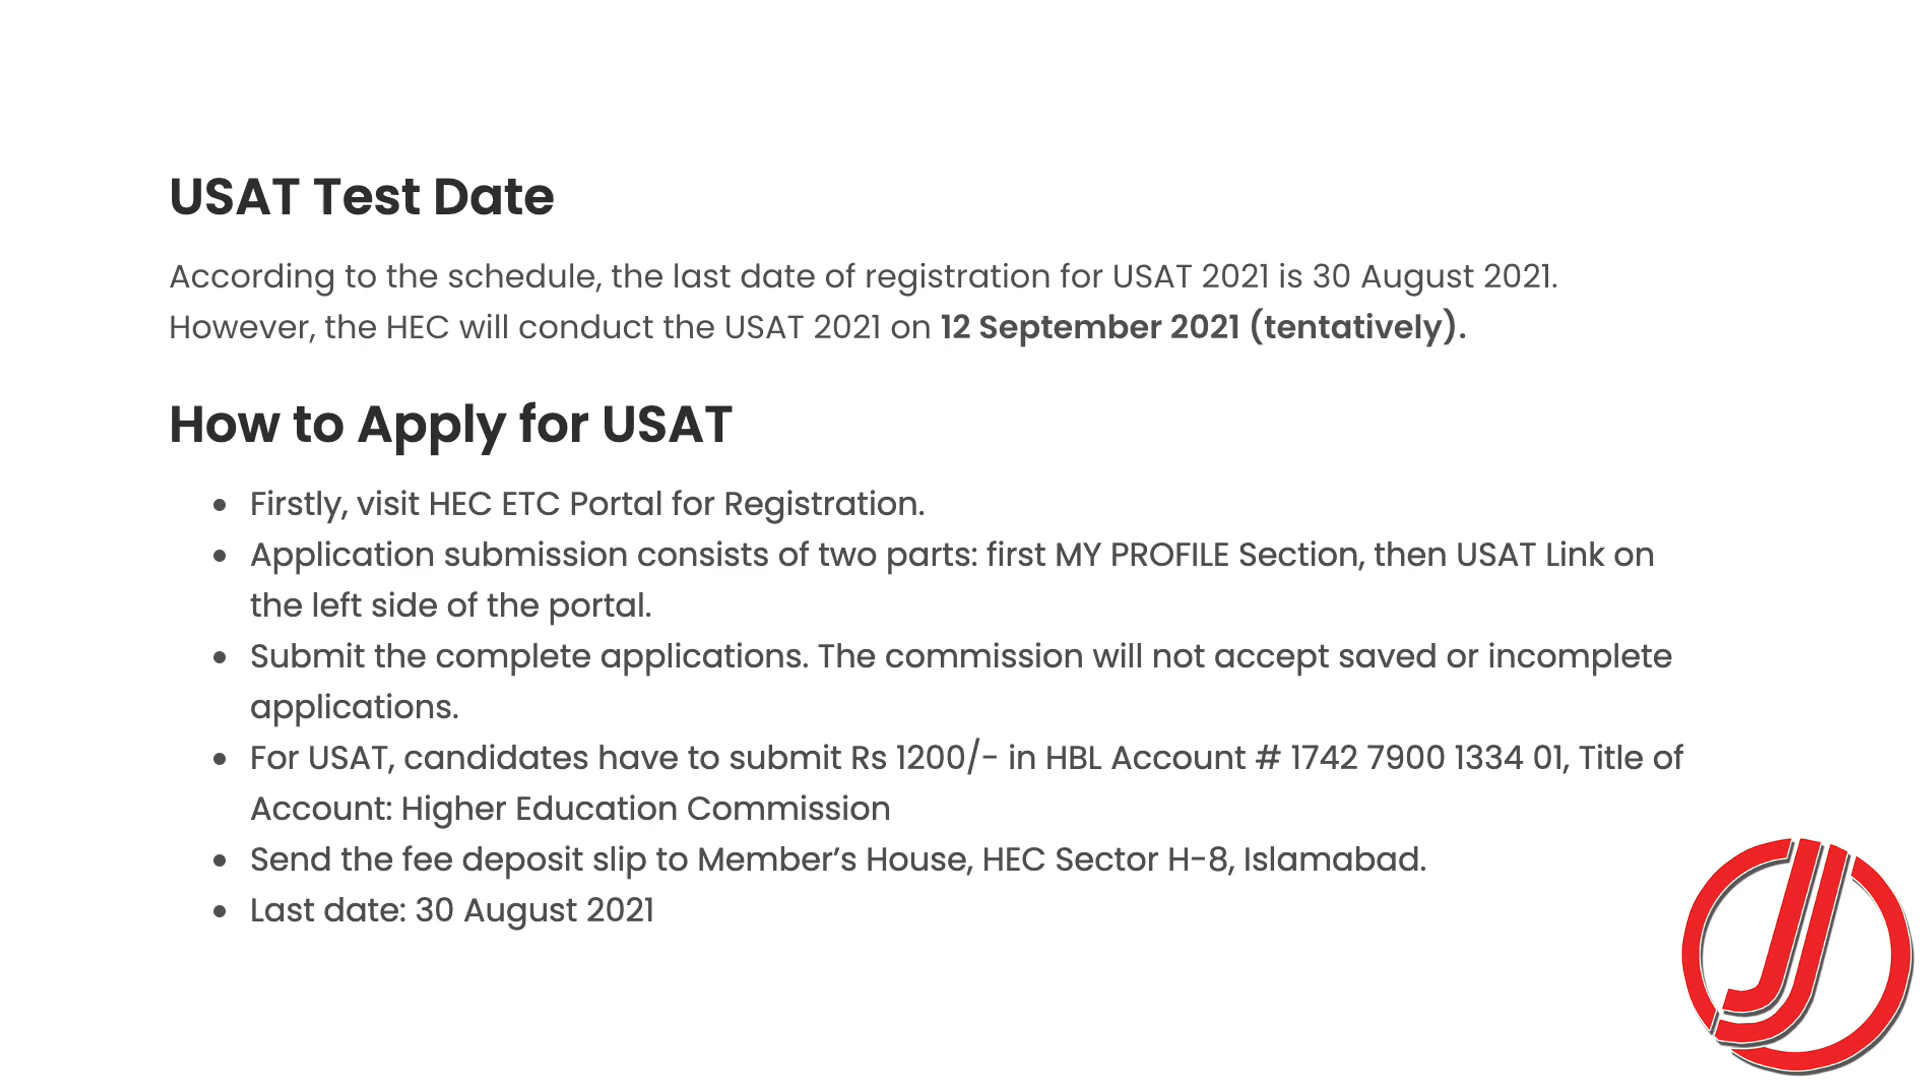 USAT Test Date
According to the schedule, the last date of registration for USAT 2021 is 30 August 2021.
However, the HEC will conduct the USAT 2021 on 12 September 2021 (tentatively).
How to Apply for USAT
• Firstly, visit HEC ETC Portal for Registration.
• Application submission consists of two parts: first MY PROFILE Section, then USAT Link on
the left side of the portal.
• Submit the complete applications. The commission will not accept saved or incomplete
applications.
• For USAT, candidates have to submit Rs 1200/- in HBL Account # 1742 7900 1334 01, Title of
Account: Higher Education Commission
• Send the fee deposit slip to Member’s House, HEC Sector H-8, Islamabad.
• Last date: 30 August 2021